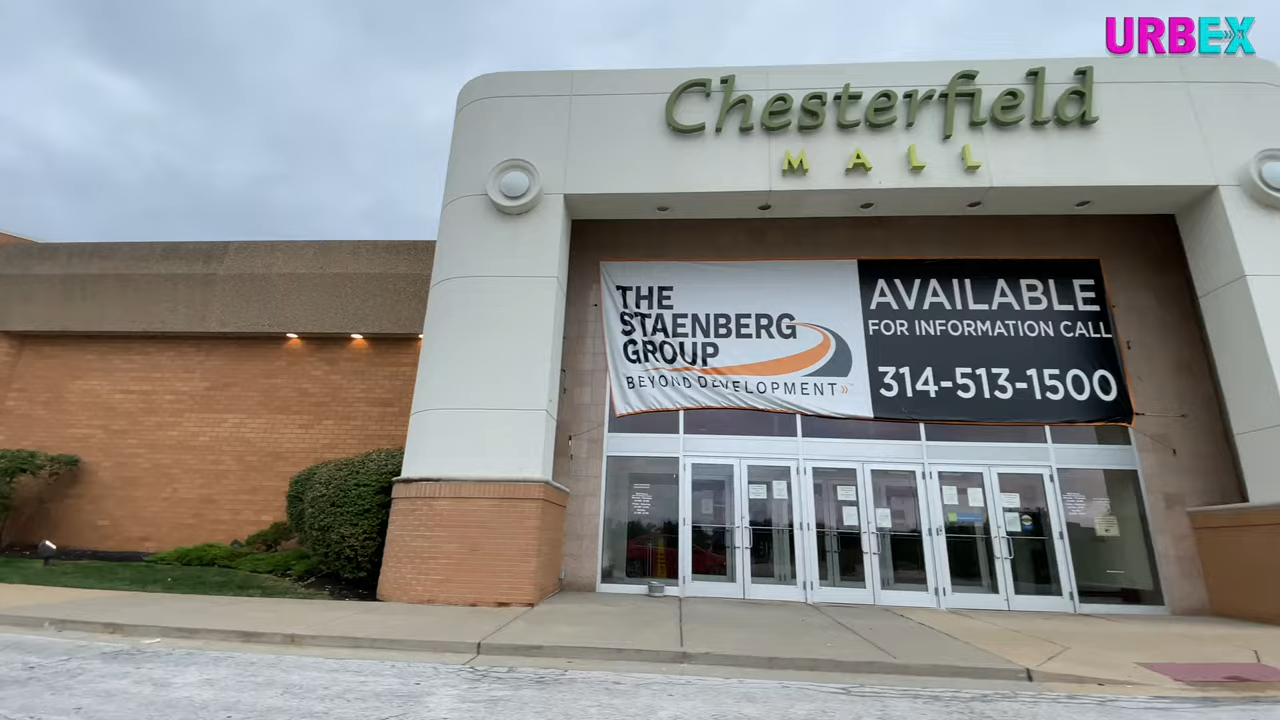 URBEX
Chesterfield
MALL
THE
STAENBERG
GROUP
BEYOND DEVELOPMENT»
AVAILABLE
FOR INFORMATION CALL
314-513-1500